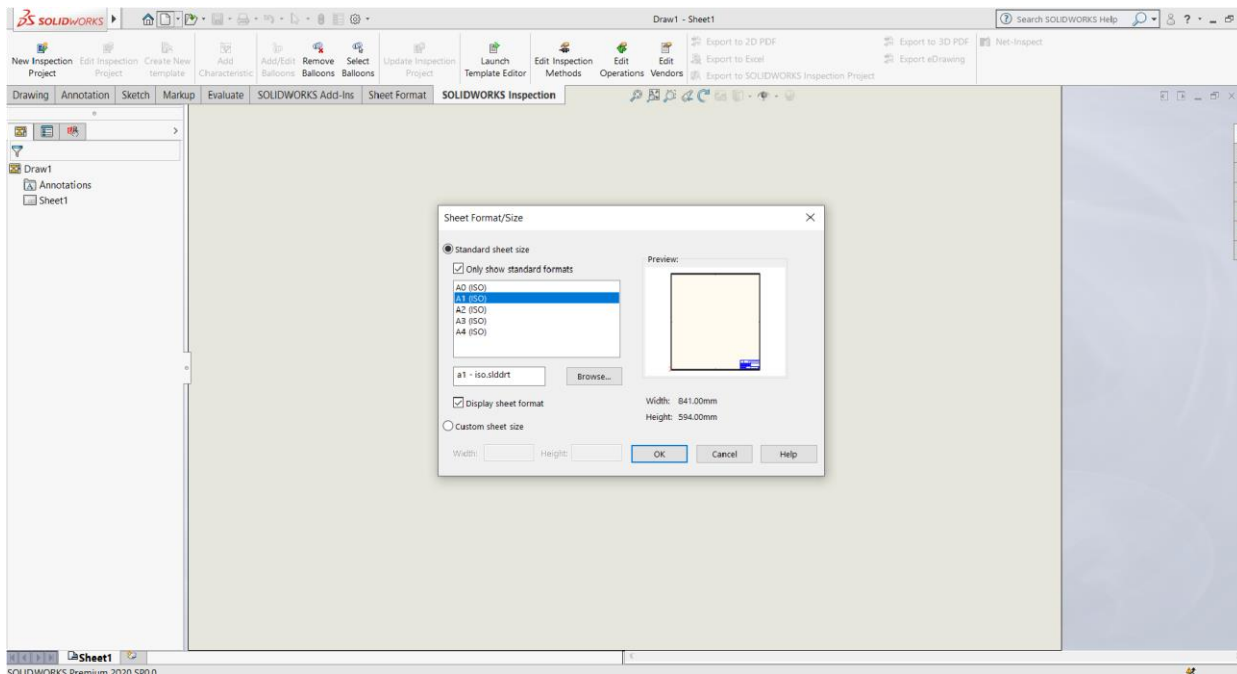 SOLIDWORKS
Draw1 - Sheet1
Search SOLIDWORKS Help
New Inspection Project
Edit Inspection Project
Create New template
Add Characteristic
Add/Edit Balloons
Remove Balloons
Select Balloons
Update Inspection Project
Launch Template Editor
Edit Inspection Methods
Edit Operations
Edit Vendors
Export to 2D PDF
Export to Excel
Export to SOLIDWORKS Inspection Project
Export to 3D PDF
Export eDrawing
Net-Inspect
Drawing Annotation Sketch Markup Evaluate SOLIDWORKS Add-Ins Sheet Format SOLIDWORKS Inspection
Draw1
Annotations
Sheet1
Sheet Format/Size
Standard sheet size
Only show standard formats
A0 (ISO)
A1 (ISO)
A2 (ISO)
A3 (ISO)
A4 (ISO)
a1 - iso.slddrt
Browse...
Display sheet format
Custom sheet size
Width:
Height:
Preview:
Width: 841.00mm
Height: 594.00mm
OK Cancel Help
Sheet1
SOLIDWORKS Premium 2020 SP0.0